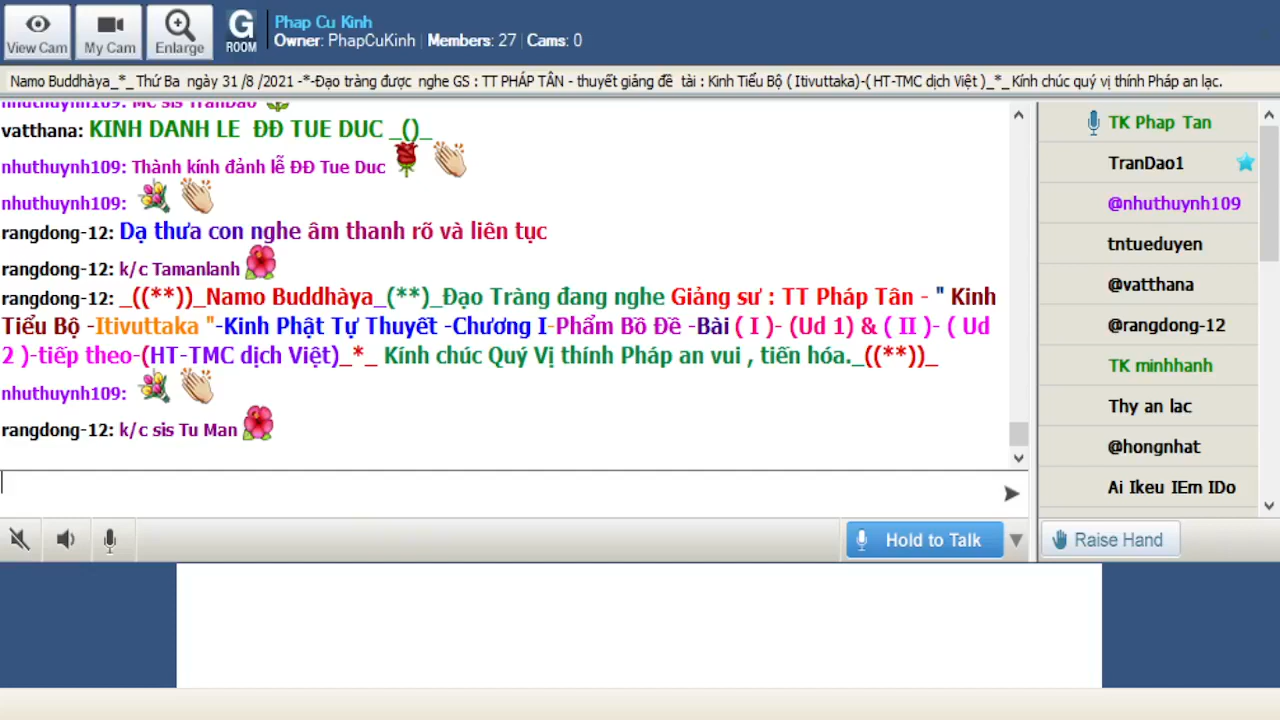 Phap Cu Kinh
View Cam
My Cam
Enlarge
G
ROOM
Owner: PhapCuKinh | Members: 27 | Cams: 0
Namo Buddhàya_*_ Thứ Ba ngày 31 /8 /2021 -*-Đạo tràng được nghe GS : TT PHÁP TÂN - thuyết giảng đề tài : Kinh Tiểu Bộ ( Itivuttaka)-( HT-TMC dịch Việt )_*_ Kính chúc quý vị thính Pháp an lạc.
nhuthuynh109: MC sis TranDao
vatthana: KINH DANH LE ĐĐ TUE DUC _()_
nhuthuynh109: Thành kính đảnh lễ ĐĐ Tue Duc
nhuthuynh109:
rangdong-12: Dạ thưa con nghe âm thanh rõ và liên tục
rangdong-12: k/c Tamanlanh
rangdong-12: _((**))_Namo Buddhàya_(**)_Đạo Tràng đang nghe Giảng sư : TT Pháp Tân - " Kinh
Tiểu Bộ -Itivuttaka "-Kinh Phật Tự Thuyết -Chương I-Phẩm Bồ Đề -Bài ( I )- (Ud 1) & ( II )- ( Ud
2 )-tiếp theo-(HT-TMC dịch Việt)_*_ Kính chúc Quý Vị thính Pháp an vui , tiến hóa._((**))_
nhuthuynh109:
rangdong-12: k/c sis Tu Man
TK Phap Tan
TranDao1
@nhuthuynh109
tntueduyen
@vatthana
@rangdong-12
TK minhhanh
Thy an lac
@hongnhat
Ai Ikeu IEm IDo
Hold to Talk
Raise Hand